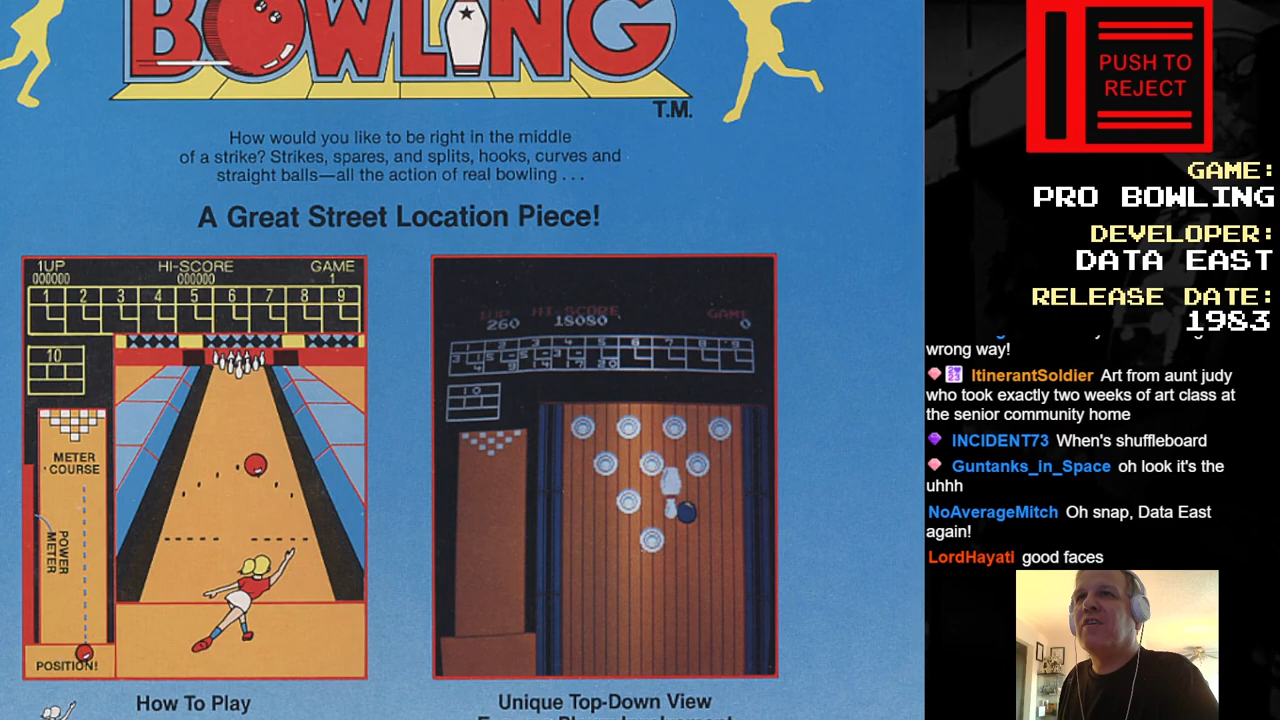 BOWLING
T.M.
How would you like to be right in the middle
of a strike? Strikes, spares, and splits, hooks, curves and
straight balls—all the action of real bowling . . .
A Great Street Location Piece!
1UP HI-SCORE GAME
000000 000000 1
1 2 3 4 5 6 7 8 9
10
METER
COURSE
POWER
METER
POSITION!
1UP HI-SCORE GAME
260 18080 0
1 2 3 4 5 6 7 8 9
10
How To Play
Unique Top-Down View
PUSH TO
REJECT
GAME:
PRO BOWLING
DEVELOPER:
DATA EAST
RELEASE DATE:
1983
wrong way!
ItinerantSoldier Art from aunt judy
who took exactly two weeks of art class at
the senior community home
INCIDENT73 When's shuffleboard
Guntanks_in_Space oh look it's the
uhhh
NoAverageMitch Oh snap, Data East
again!
LordHayati good faces